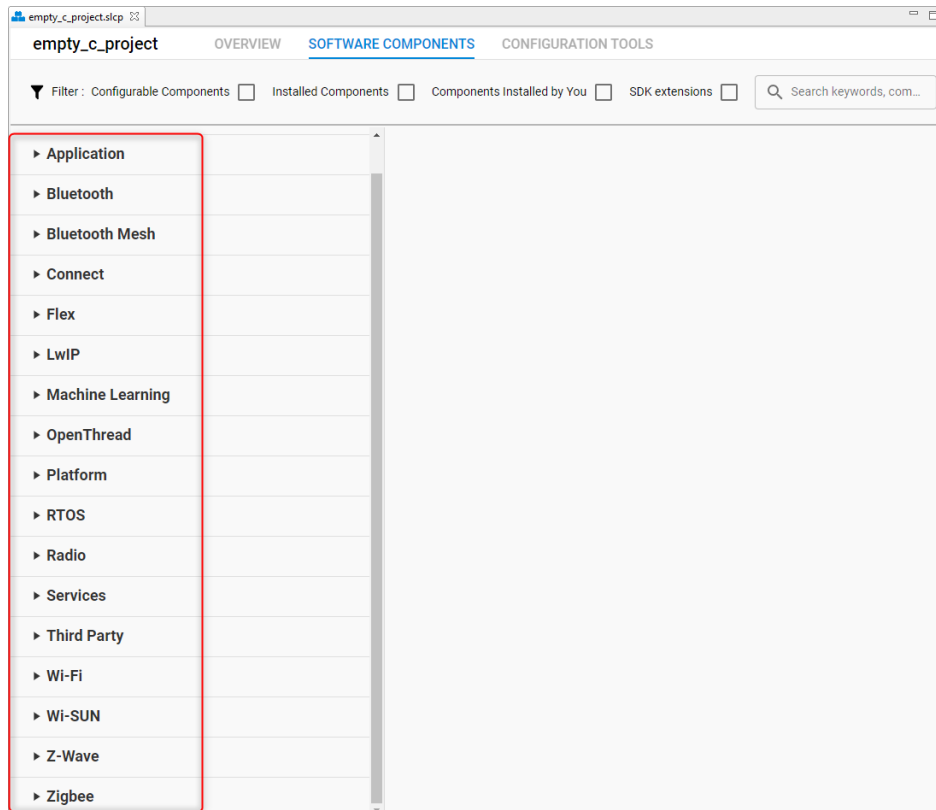 empty_c_project.slcp
empty_c_project OVERVIEW SOFTWARE COMPONENTS CONFIGURATION TOOLS
Filter : Configurable Components Installed Components Components Installed by You SDK extensions Search keywords, com...
Application
Bluetooth
Bluetooth Mesh
Connect
Flex
LwIP
Machine Learning
OpenThread
Platform
RTOS
Radio
Services
Third Party
Wi-Fi
Wi-SUN
Z-Wave
Zigbee